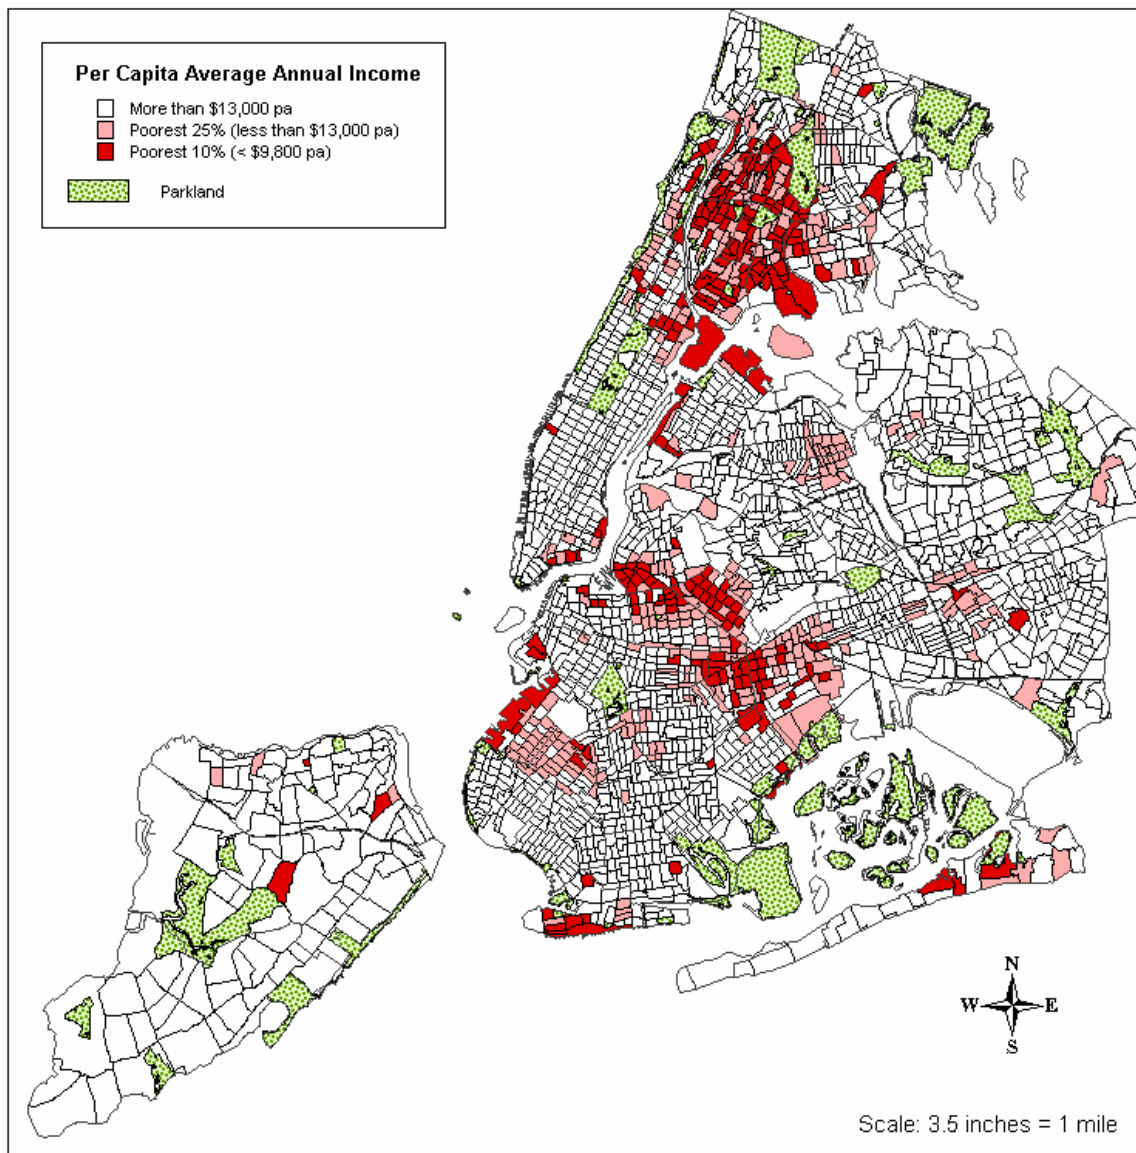 Per Capita Average Annual Income
More than $13,000 pa
Poorest 25% (less than $13,000 pa)
Poorest 10% (< $9,800 pa)
Parkland
N
W E
S
Scale: 3.5 inches = 1 mile